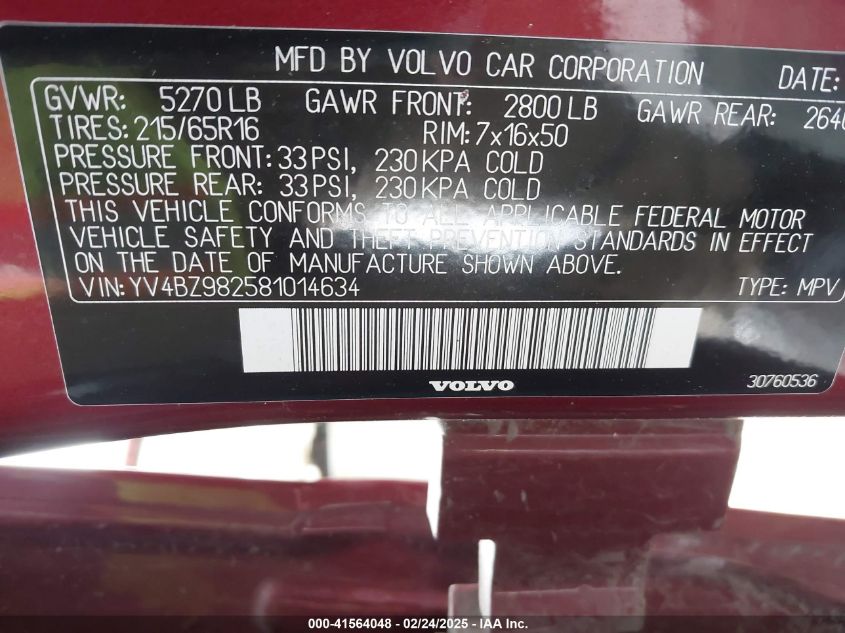 MFD BY VOLVO CAR CORPORATION DATE:
GVWR: 5270 LB GAWR FRONT: 2800 LB GAWR REAR: 264
TIRES: 215/65R16 RIM: 7x16x50
PRESSURE FRONT: 33 PSI, 230 KPA COLD
PRESSURE REAR: 33 PSI, 230 KPA COLD
THIS VEHICLE CONFORMS TO ALL APPLICABLE FEDERAL MOTOR
VEHICLE SAFETY AND THEFT PREVENTION STANDARDS IN EFFECT
ON THE DATE OF MANUFACTURE SHOWN ABOVE.
VIN: YV4BZ982581014634 TYPE: MPV
VOLVO 30760536
000-41564048 - 02/24/2025 - IAA Inc.